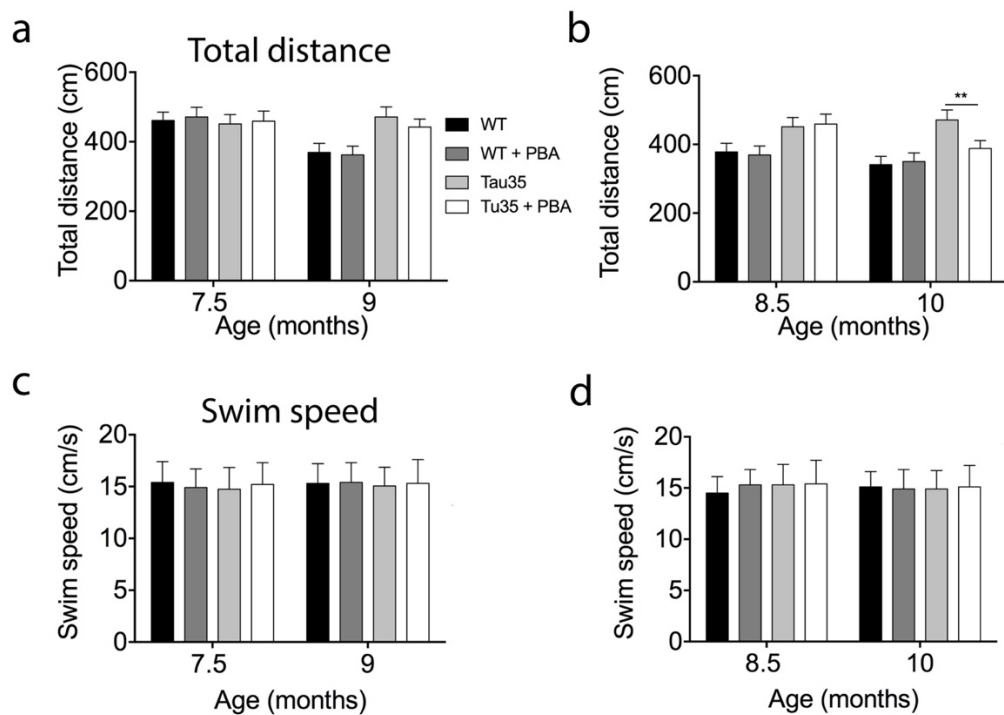 a
Total distance
Total distance (cm)
600
400
200
0
7.5
9
Age (months)
WT
WT + PBA
Tau35
Tu35 + PBA
b
Total distance (cm)
600
400
200
0
**
8.5
10
Age (months)
c
Swim speed
Swim speed (cm/s)
20
15
10
5
0
7.5
9
Age (months)
d
Swim speed (cm/s)
20
15
10
5
0
8.5
10
Age (months)